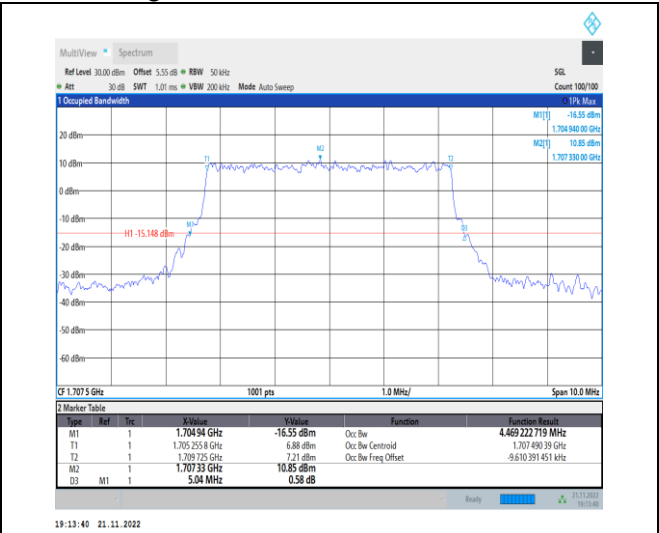 MultiView Spectrum
Ref Level 30.00 dBm Offset 5.55 dB RBW 50 kHz SGL
Att 30 dB SWT 1.01 ms VBW 200 kHz Mode Auto Sweep Count 100/100
1 Occupied Bandwidth 1Pk Max
M1[1] -16.55 dBm
1.704 940 00 GHz
M2[1] 10.85 dBm
1.707 330 00 GHz
20 dBm
M2
T1 T2
10 dBm
0 dBm
-10 dBm
M1 D3
H1 -15.148 dBm
-20 dBm
-30 dBm
-40 dBm
-50 dBm
-60 dBm
CF 1.707 5 GHz 1001 pts 1.0 MHz/ Span 10.0 MHz
2 Marker Table
Type Ref Trc X-Value Y-Value Function Function Result
M1 1 1.704 94 GHz -16.55 dBm Occ Bw 4.469 222 719 MHz
T1 1 1.705 255 8 GHz 6.88 dBm Occ Bw Centroid 1.707 490 39 GHz
T2 1 1.709 725 GHz 7.21 dBm Occ Bw Freq Offset -9.610 391 451 kHz
M2 1 1.707 33 GHz 10.85 dBm
D3 M1 1 5.04 MHz 0.58 dB
Ready 21.11.2022
19:13:40
19:13:40 21.11.2022